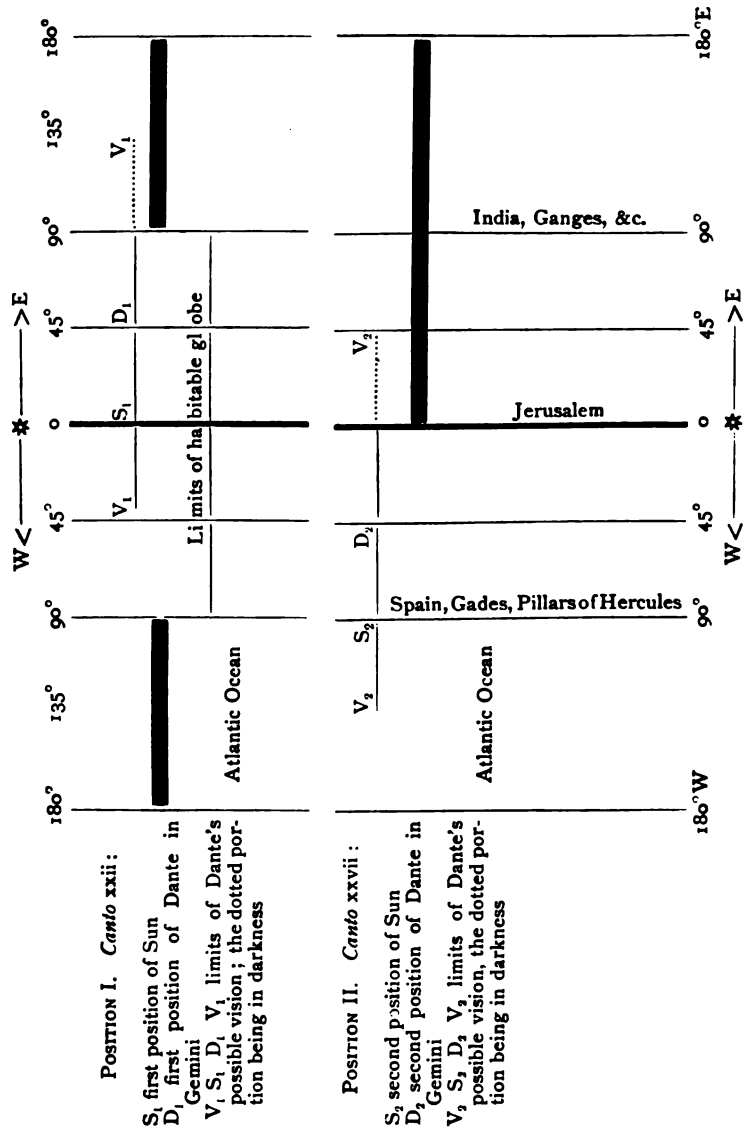 POSITION I. Canto xxii :
S₁ first position of Sun
D₁ first position of Dante in
Gemini
V₁ S₁ D₁ V₁ limits of Dante's
possible vision ; the dotted por-
tion being in darkness
W<———✲———>E
180° 135° 90° 45° 0 45° 90° 135° 180°
V₁ S₁ D₁ V₁
Limits of habitable globe
Atlantic Ocean
POSITION II. Canto xxvii :
S₂ second position of Sun
D₂ second position of Dante in
Gemini
V₂ S₂ D₂ V₂ limits of Dante's
possible vision, the dotted por-
tion being in darkness
V₂ S₂ D₂ V₂
Atlantic Ocean
Spain, Gades, Pillars of Hercules
Jerusalem
India, Ganges, &c.
180° W 90° 45° 0 45° 90° 180° E
W<———✲———>E